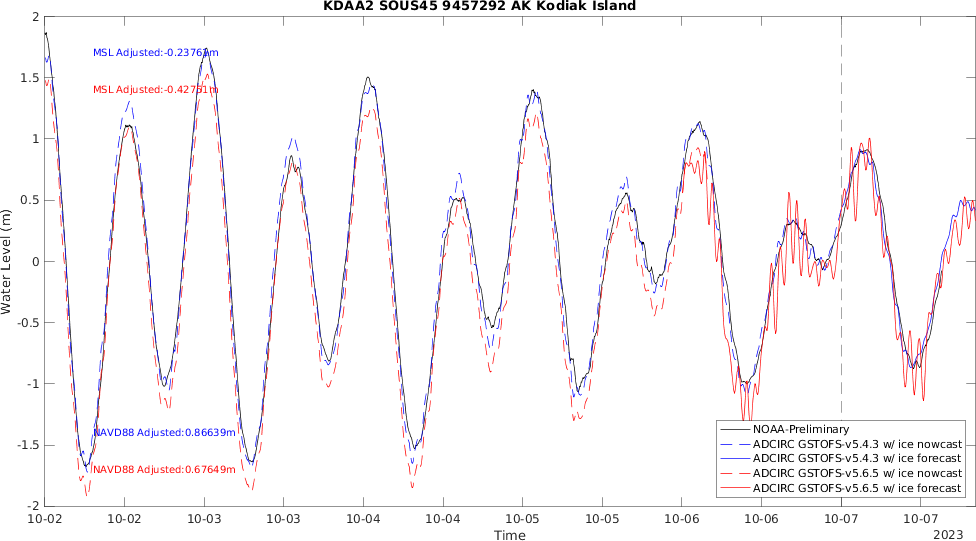 KDAA2 SOUS45 9457292 AK Kodiak Island
2
1.5
1
0.5
0
-0.5
-1
-1.5
-2
Water Level (m)
MSL Adjusted:-0.23761m
MSL Adjusted:-0.42751m
NAVD88 Adjusted:0.86639m
NAVD88 Adjusted:0.67649m
NOAA-Preliminary
ADCIRC GSTOFS-v5.4.3 w/ ice nowcast
ADCIRC GSTOFS-v5.4.3 w/ ice forecast
ADCIRC GSTOFS-v5.6.5 w/ ice nowcast
ADCIRC GSTOFS-v5.6.5 w/ ice forecast
10-02 10-02 10-03 10-03 10-04 10-04 10-05 10-05 10-06 10-06 10-07 10-07
Time
2023